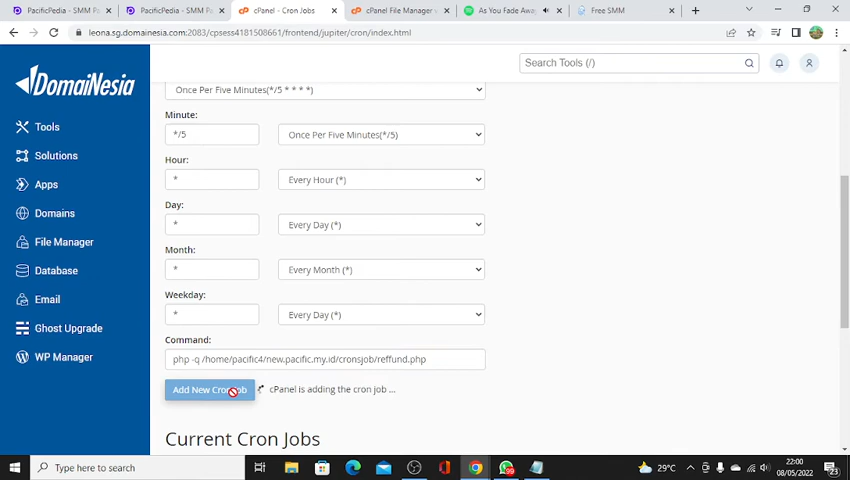 PacificPedia - SMM P
PacificPedia - SMM P
cPanel - Cron Jobs
cPanel File Manager
As You Fade Away
Free SMM
leona.sg.domainesia.com:2083/cpsess4181508661/frontend/jupiter/cron/index.html
DomaiNesia
Search Tools (/)
Tools
Solutions
Apps
Domains
File Manager
Database
Email
Ghost Upgrade
WP Manager
Once Per Five Minutes(*/5 * * * *)
Minute:
*/5
Once Per Five Minutes(*/5)
Hour:
*
Every Hour (*)
Day:
*
Every Day (*)
Month:
*
Every Month (*)
Weekday:
*
Every Day (*)
Command:
php -q /home/pacific4/new.pacific.my.id/cronsjob/reffund.php
Add New Cron Job
cPanel is adding the cron job ...
Current Cron Jobs
Type here to search
99
29°C
22:00
08/05/2022
23